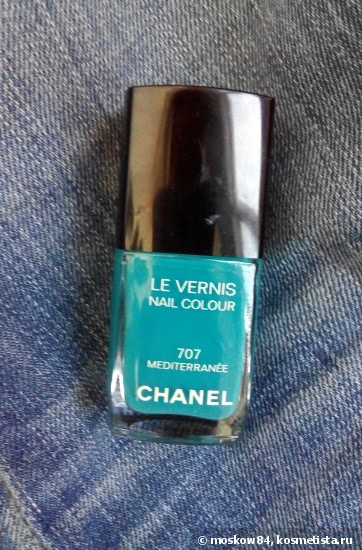 LE VERNIS
NAIL COLOUR
707
MEDITERRANÉE
CHANEL
© moskow84, kosmetista.ru